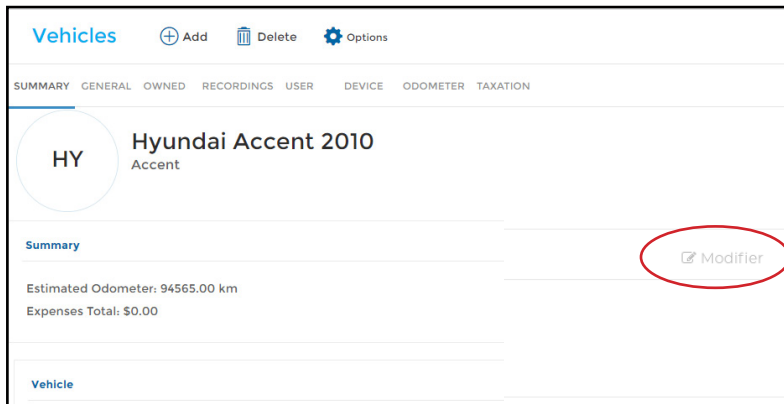 Vehicles Add Delete Options
SUMMARY GENERAL OWNED RECORDINGS USER DEVICE ODOMETER TAXATION
HY
Hyundai Accent 2010
Accent
Summary
Modifier
Estimated Odometer: 94565.00 km
Expenses Total: $0.00
Vehicle